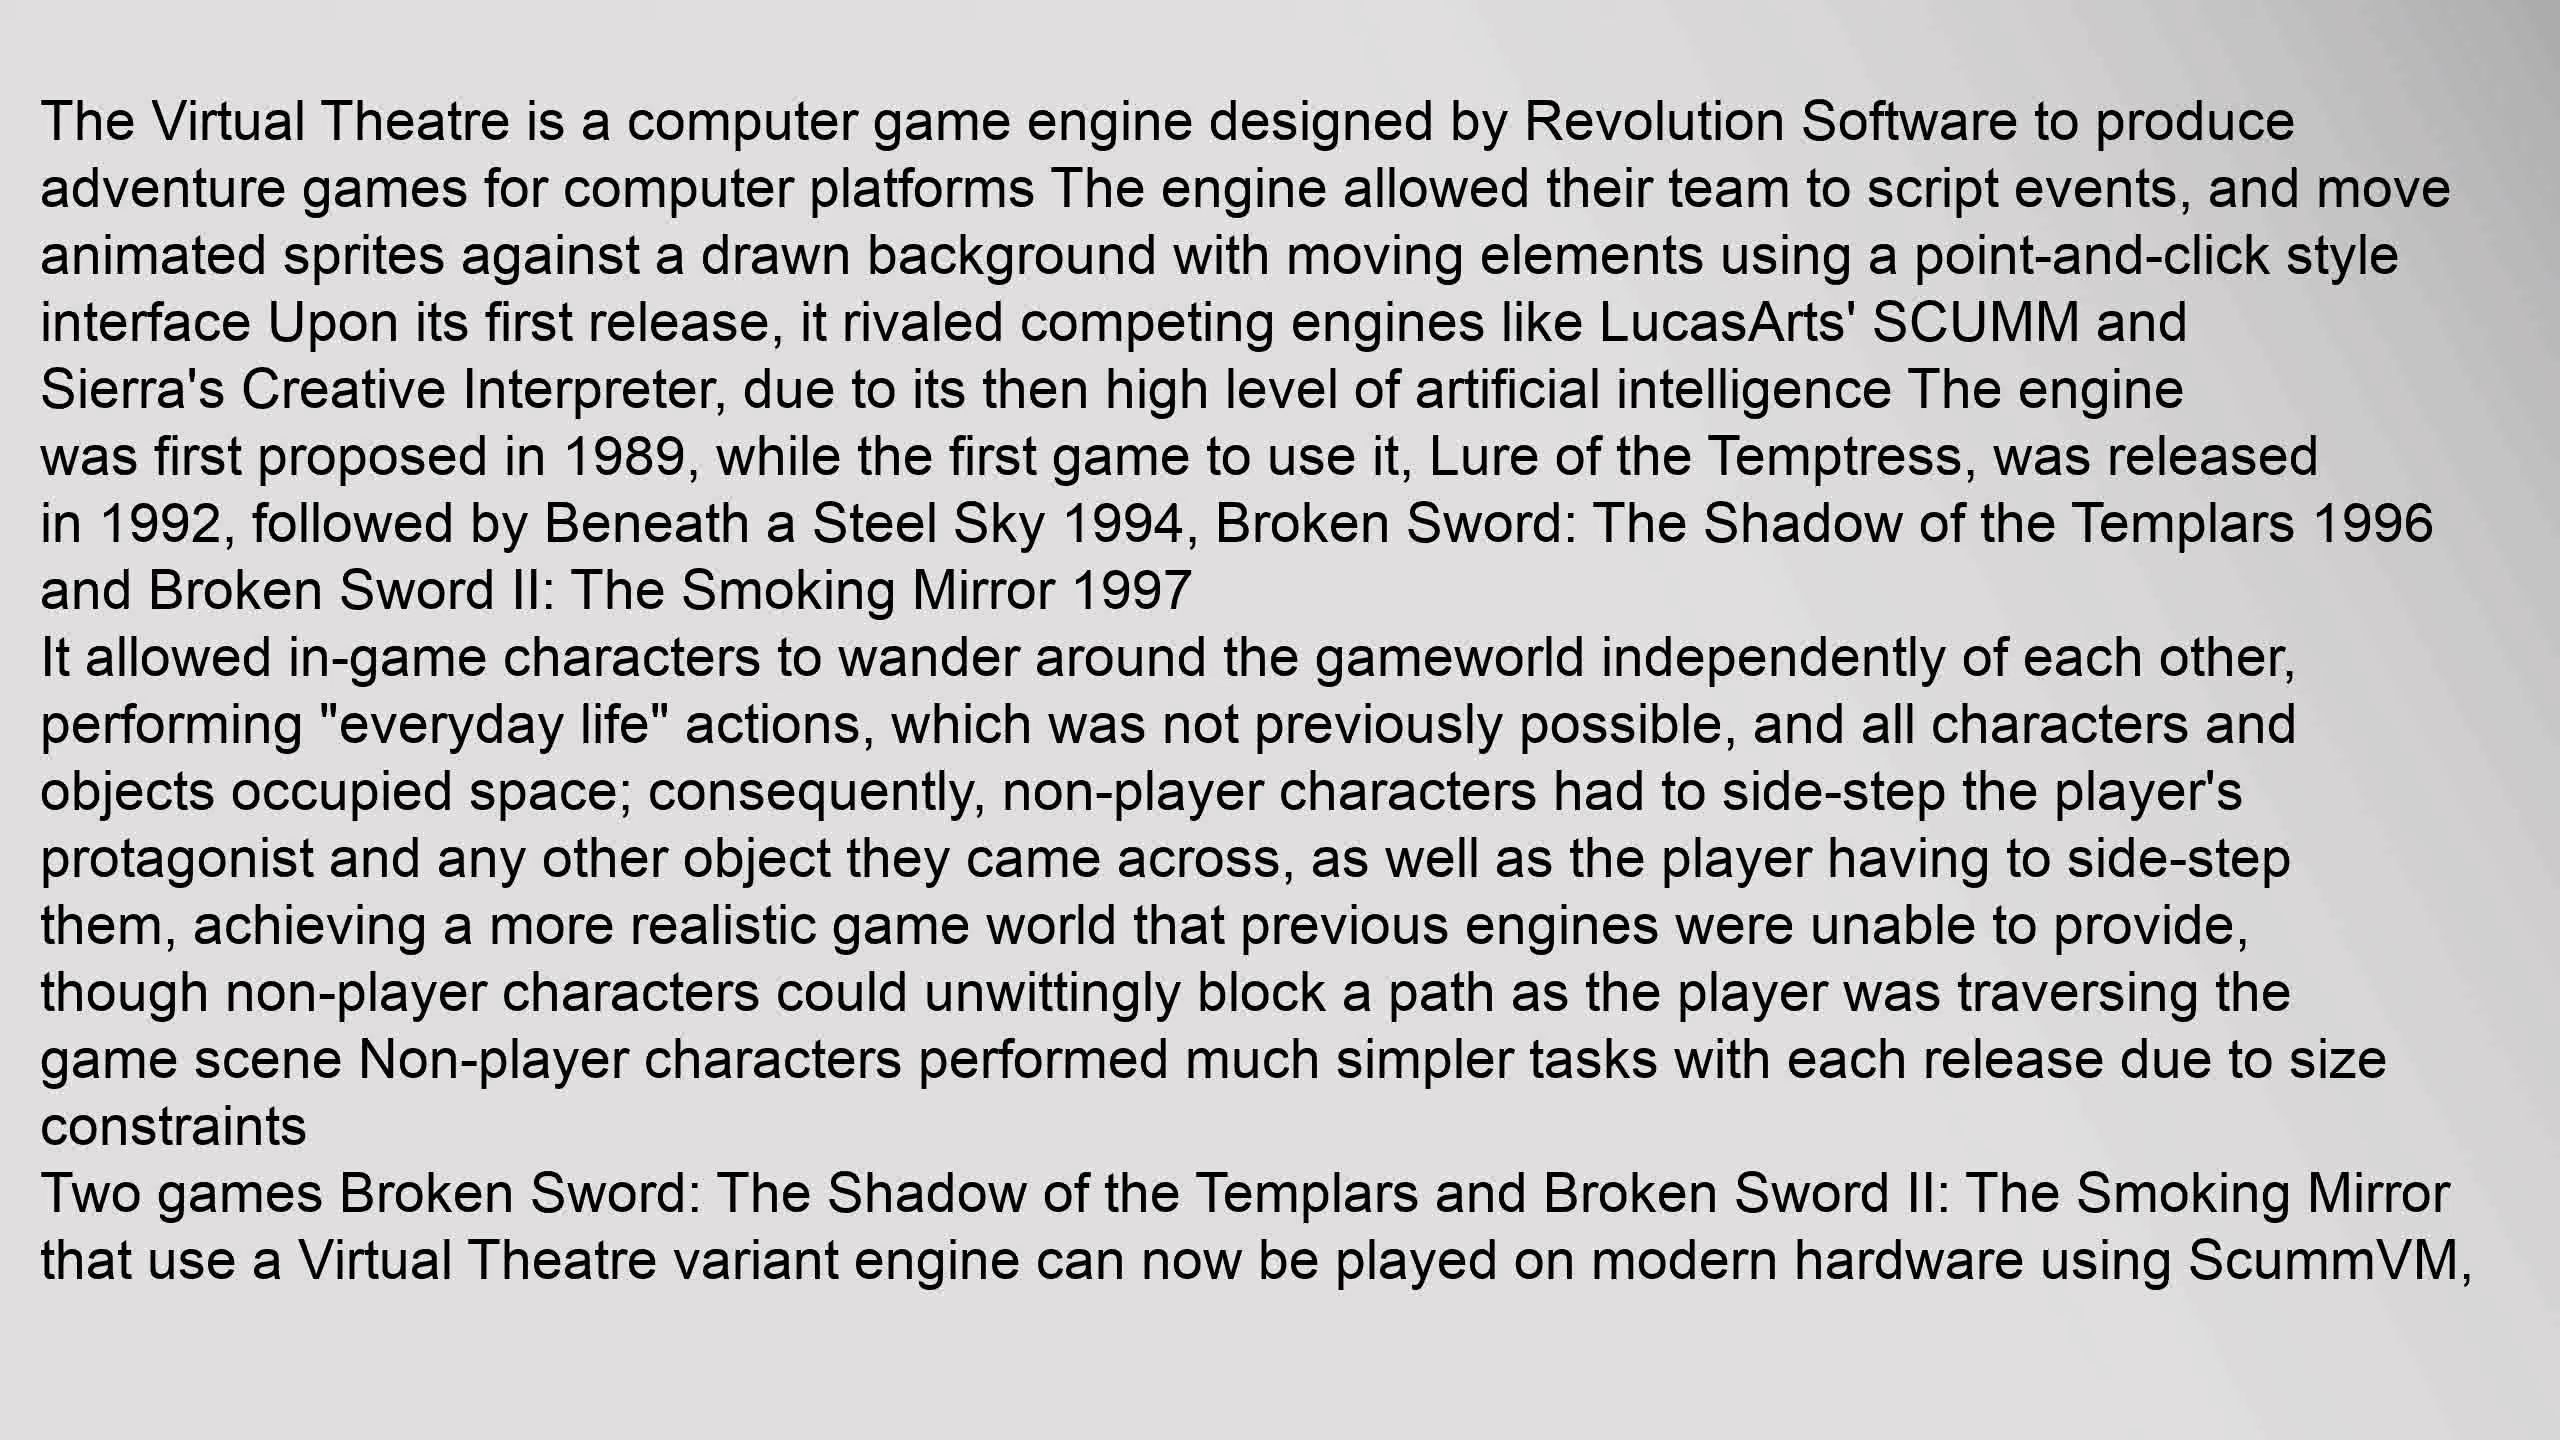 The Virtual Theatre is a computer game engine designed by Revolution Software to produce
adventure games for computer platforms The engine allowed their team to script events, and move
animated sprites against a drawn background with moving elements using a point-and-click style
interface Upon its first release, it rivaled competing engines like LucasArts' SCUMM and
Sierra's Creative Interpreter, due to its then high level of artificial intelligence The engine
was first proposed in 1989, while the first game to use it, Lure of the Temptress, was released
in 1992, followed by Beneath a Steel Sky 1994, Broken Sword: The Shadow of the Templars 1996
and Broken Sword II: The Smoking Mirror 1997
It allowed in-game characters to wander around the gameworld independently of each other,
performing "everyday life" actions, which was not previously possible, and all characters and
objects occupied space; consequently, non-player characters had to side-step the player's
protagonist and any other object they came across, as well as the player having to side-step
them, achieving a more realistic game world that previous engines were unable to provide,
though non-player characters could unwittingly block a path as the player was traversing the
game scene Non-player characters performed much simpler tasks with each release due to size
constraints
Two games Broken Sword: The Shadow of the Templars and Broken Sword II: The Smoking Mirror
that use a Virtual Theatre variant engine can now be played on modern hardware using ScummVM,